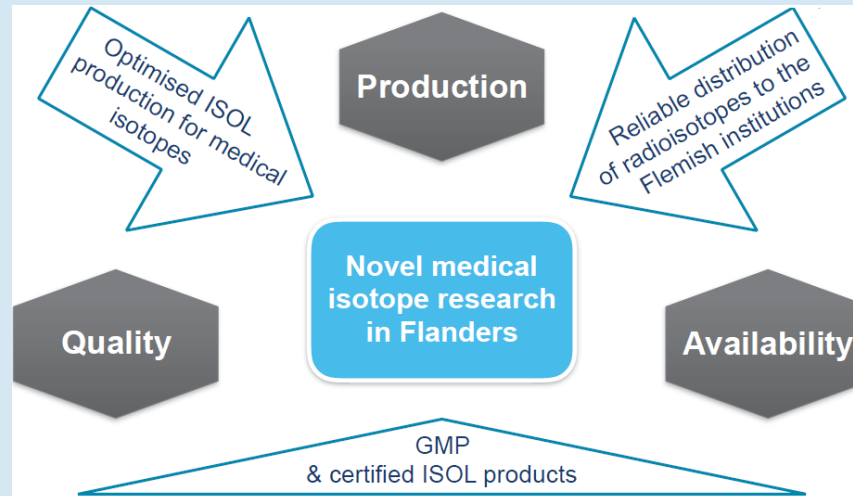 Optimised ISOL
production for medical
isotopes
Production
Reliable distribution
of radioisotopes to the
Flemish institutions
Novel medical
isotope research
in Flanders
Quality
Availability
GMP
& certified ISOL products